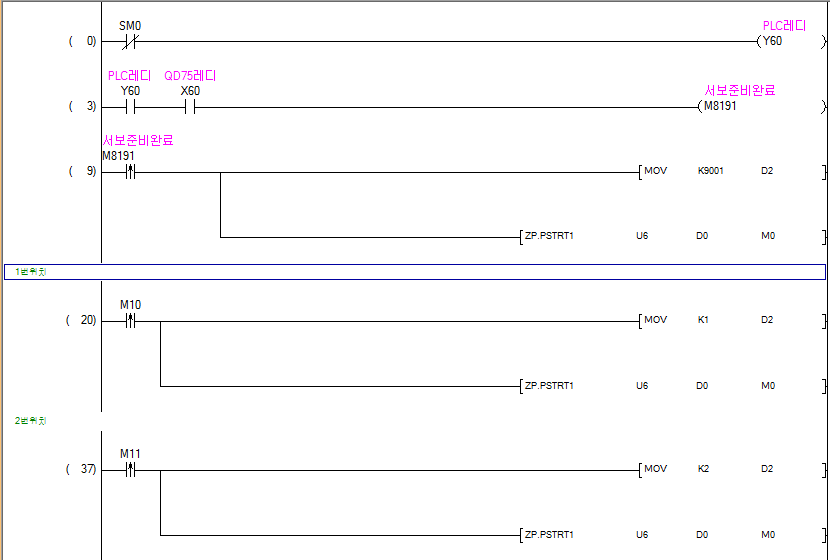 SM0 PLC레디
( 0) Y60
PLC레디 QD75레디
Y60 X60 서보준비완료
( 3) M8191
서보준비완료
M8191
( 9) MOV K9001 D2
ZP.PSTRT1 U6 D0 M0
1번위치
M10
( 20) MOV K1 D2
ZP.PSTRT1 U6 D0 M0
2번위치
M11
( 37) MOV K2 D2
ZP.PSTRT1 U6 D0 M0